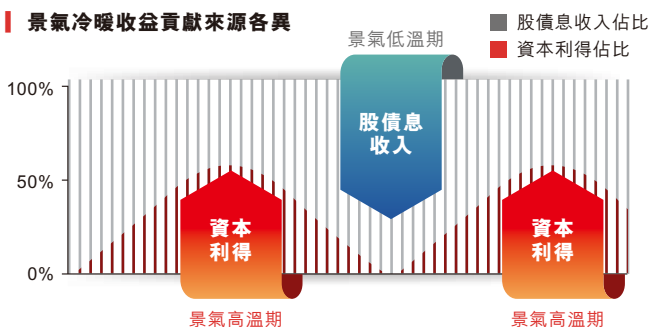 景氣冷暖收益貢獻來源各異
股債息收入佔比
資本利得佔比
景氣低溫期
100%
50%
0%
股債息
收入
資本
利得
資本
利得
景氣高溫期
景氣高溫期